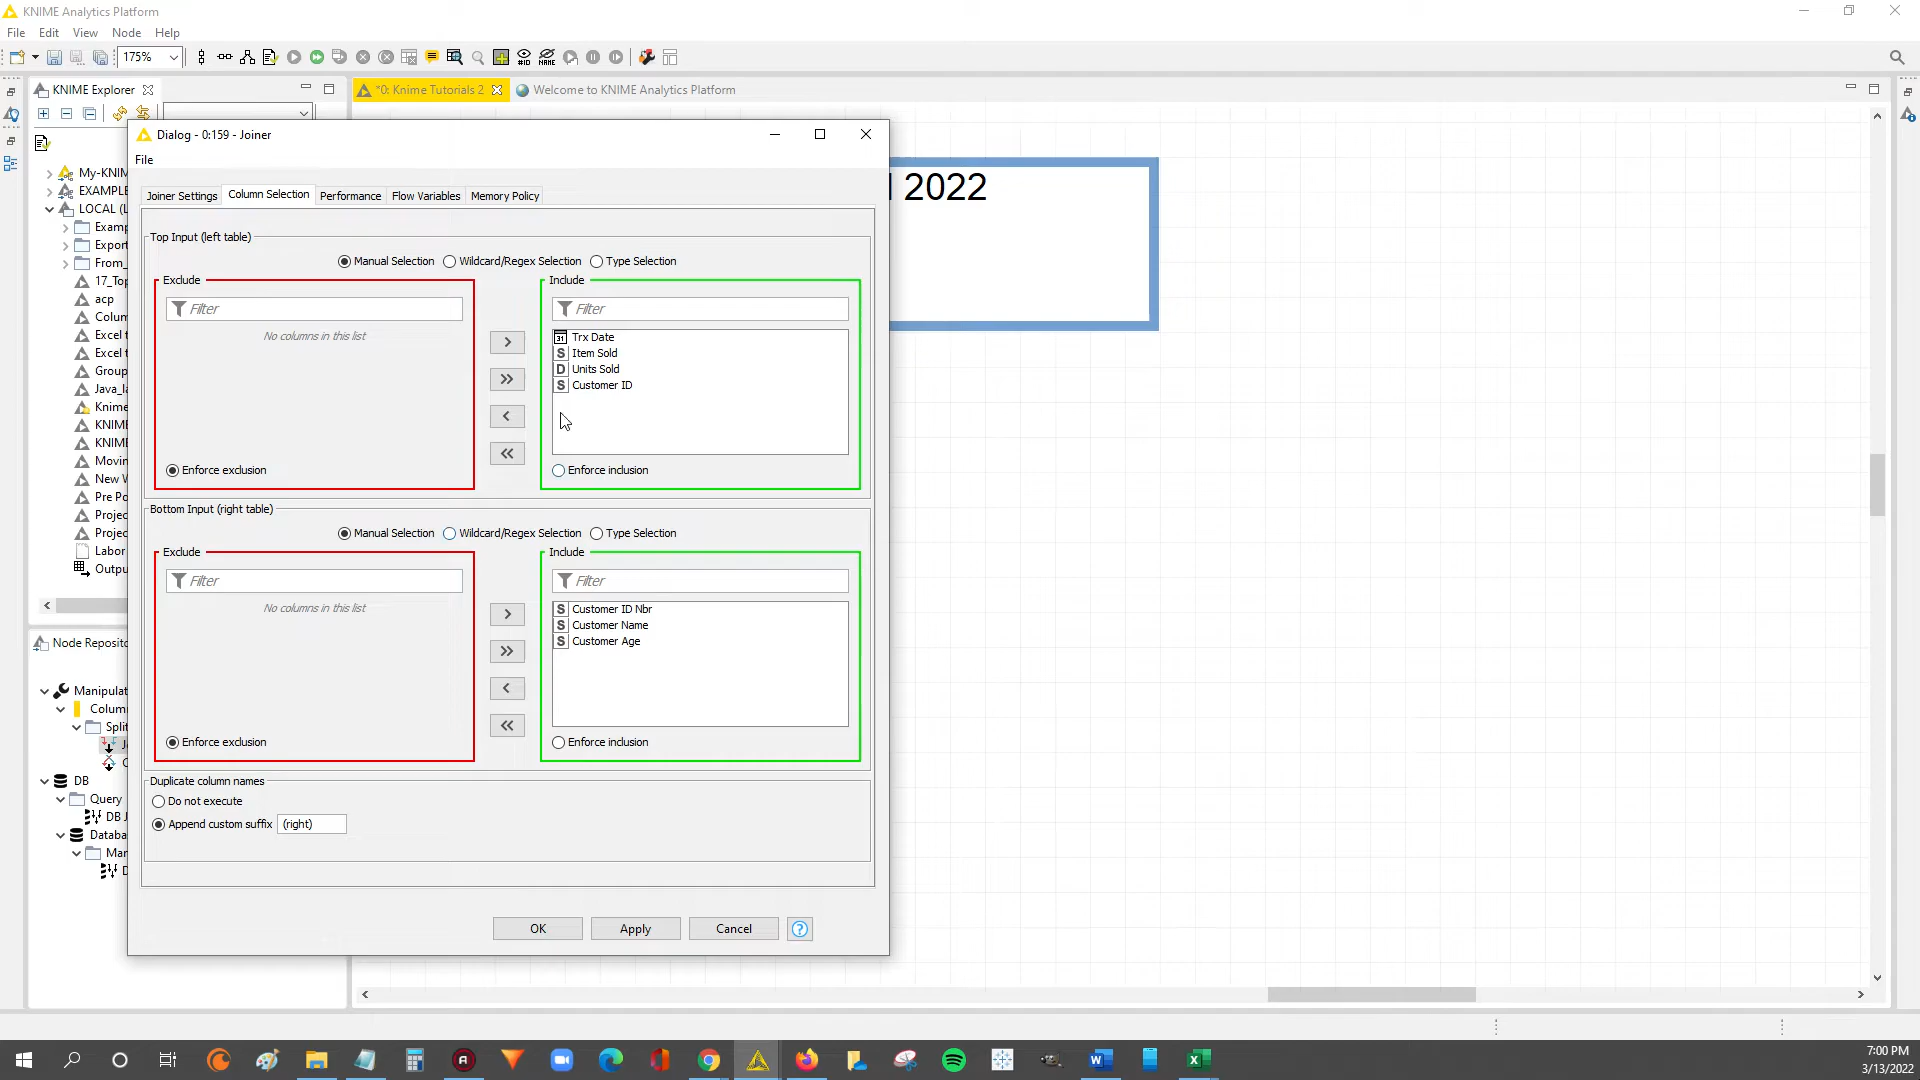 KNIME Analytics Platform
File Edit View Node Help
175%
KNIME Explorer
*0: Knime Tutorials 2
Welcome to KNIME Analytics Platform
My-KNIM
EXAMPLE
LOCAL (L
Examp
Export
From_
17_Top
acp
Colum
Excel t
Excel t
Group
Java_la
Knime
KNIME
KNIME
Movin
New W
Pre Po
Projec
Projec
Labor
Outpu
Node Reposito
Manipulat
Colum
Split
DB
Query
DB J
Databa
Mar
Dialog - 0:159 - Joiner
File
Joiner Settings Column Selection Performance Flow Variables Memory Policy
Top Input (left table)
Manual Selection Wildcard/Regex Selection Type Selection
Exclude
Include
Filter
Filter
No columns in this list
Trx Date
S Item Sold
D Units Sold
S Customer ID
Enforce exclusion
Enforce inclusion
Bottom Input (right table)
Manual Selection Wildcard/Regex Selection Type Selection
Exclude
Include
Filter
Filter
No columns in this list
S Customer ID Nbr
S Customer Name
S Customer Age
Enforce exclusion
Enforce inclusion
Duplicate column names
Do not execute
Append custom suffix (right)
OK Apply Cancel
2022
7:00 PM
3/13/2022